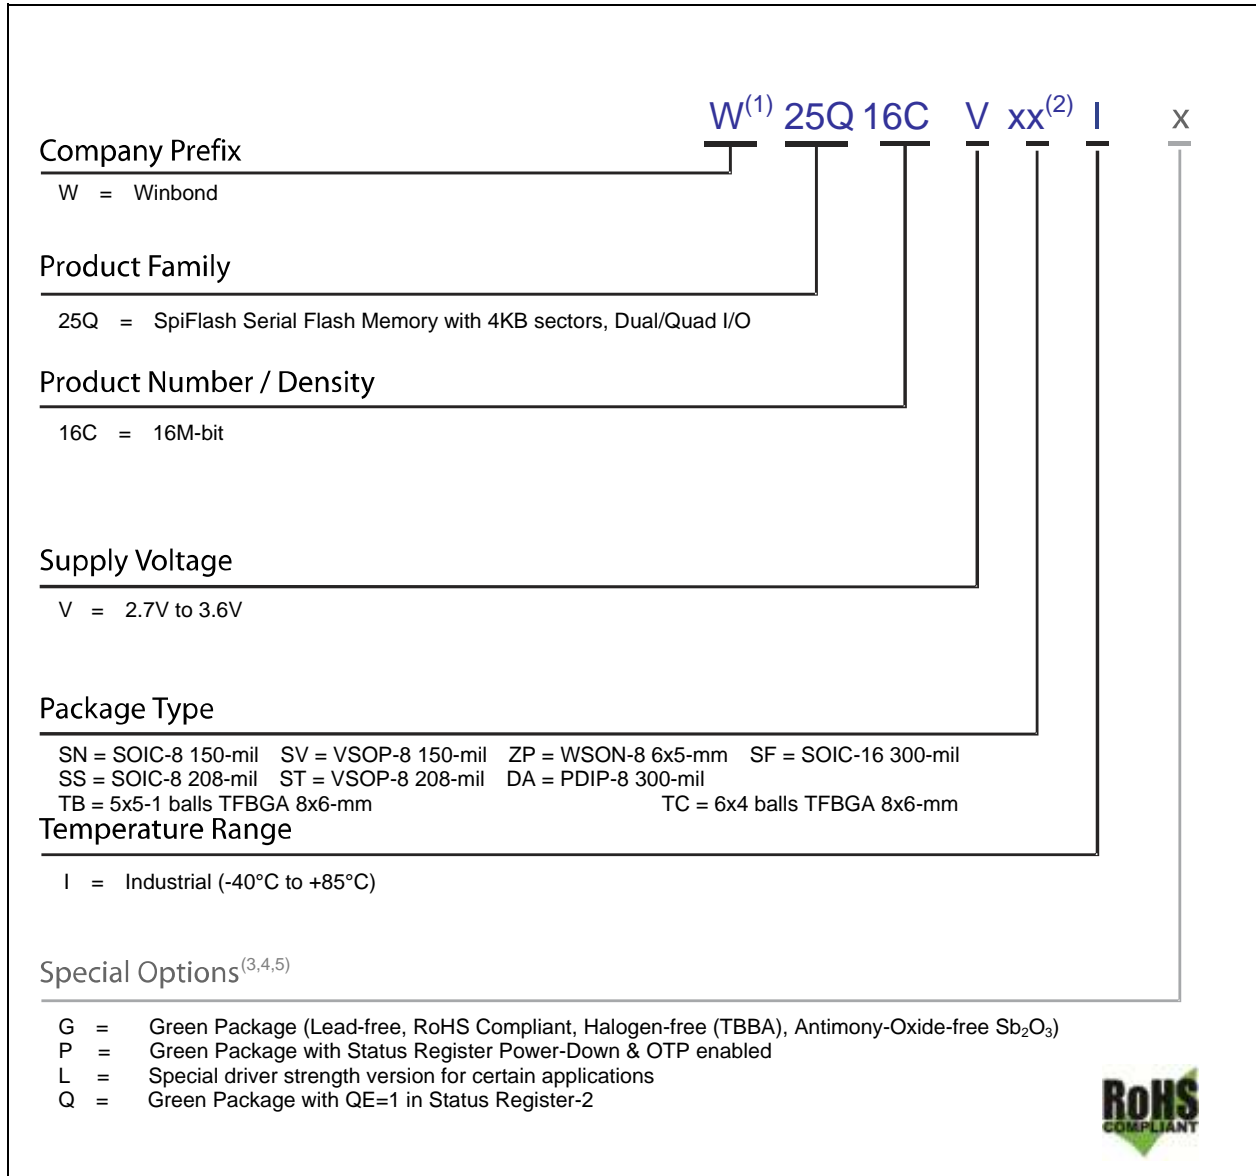 W(1) 25Q 16C V xx(2) I x
Company Prefix
W = Winbond
Product Family
25Q = SpiFlash Serial Flash Memory with 4KB sectors, Dual/Quad I/O
Product Number / Density
16C = 16M-bit
Supply Voltage
V = 2.7V to 3.6V
Package Type
SN = SOIC-8 150-mil SV = VSOP-8 150-mil ZP = WSON-8 6x5-mm SF = SOIC-16 300-mil
SS = SOIC-8 208-mil ST = VSOP-8 208-mil DA = PDIP-8 300-mil
TB = 5x5-1 balls TFBGA 8x6-mm TC = 6x4 balls TFBGA 8x6-mm
Temperature Range
I = Industrial (-40°C to +85°C)
Special Options(3,4,5)
G = Green Package (Lead-free, RoHS Compliant, Halogen-free (TBBA), Antimony-Oxide-free Sb₂O₃)
P = Green Package with Status Register Power-Down & OTP enabled
L = Special driver strength version for certain applications
Q = Green Package with QE=1 in Status Register-2
RoHS
COMPLIANT